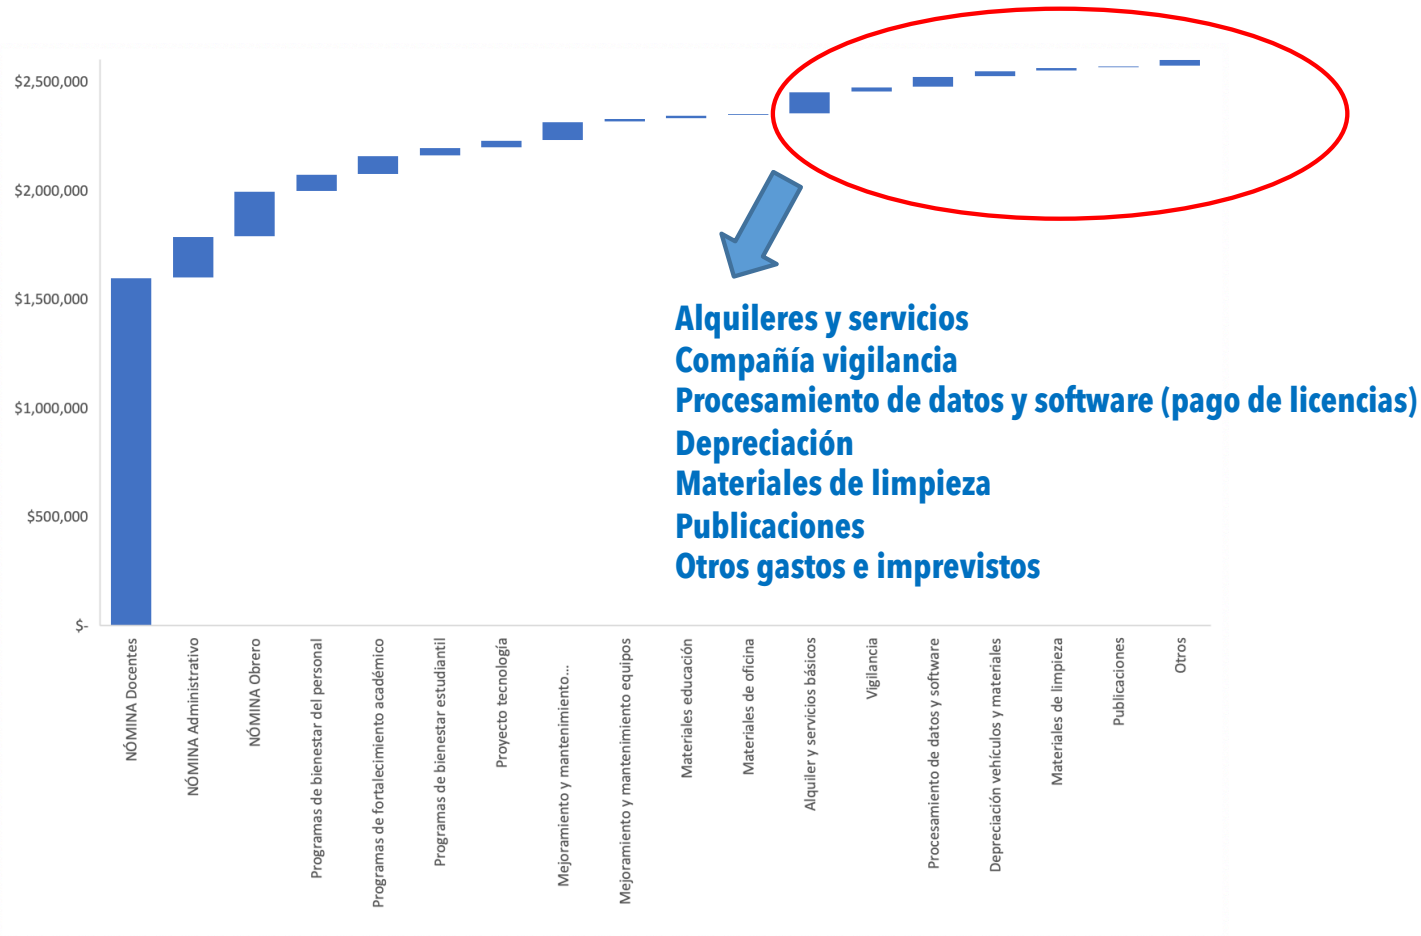 $2,500,000
$2,000,000
$1,500,000
$1,000,000
$500,000
$-
Alquileres y servicios
Compañía vigilancia
Procesamiento de datos y software (pago de licencias)
Depreciación
Materiales de limpieza
Publicaciones
Otros gastos e imprevistos
NÓMINA Docentes
NÓMINA Administrativo
NÓMINA Obrero
Programas de bienestar del personal
Programas de fortalecimiento académico
Programas de bienestar estudiantil
Proyecto tecnología
Mejoramiento y mantenimiento...
Mejoramiento y mantenimiento equipos
Materiales educación
Materiales de oficina
Alquiler y servicios básicos
Vigilancia
Procesamiento de datos y software
Depreciación vehículos y materiales
Materiales de limpieza
Publicaciones
Otros